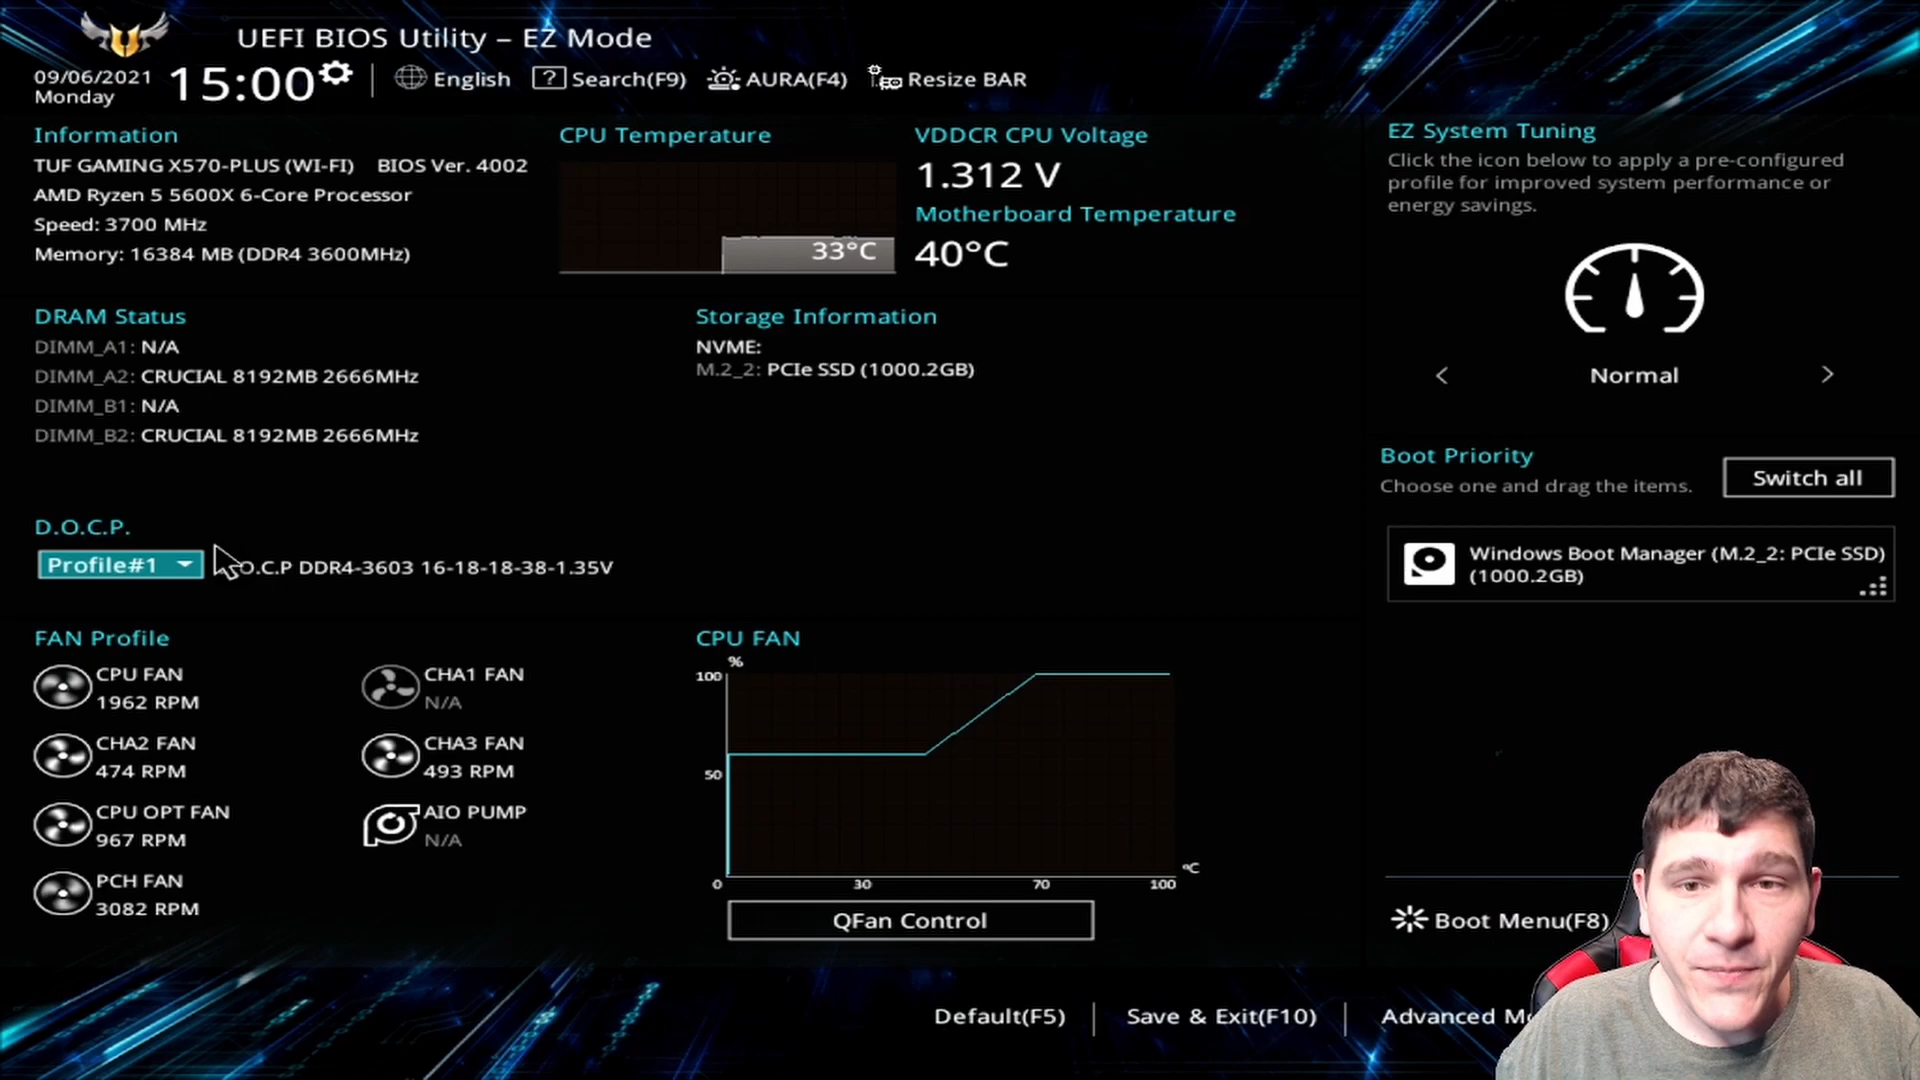 UEFI BIOS Utility – EZ Mode
09/06/2021
Monday
15:00
English
Search(F9)
AURA(F4)
Resize BAR
Information
TUF GAMING X570-PLUS (WI-FI) BIOS Ver. 4002
AMD Ryzen 5 5600X 6-Core Processor
Speed: 3700 MHz
Memory: 16384 MB (DDR4 3600MHz)
CPU Temperature
33°C
VDDCR CPU Voltage
1.312 V
Motherboard Temperature
40°C
EZ System Tuning
Click the icon below to apply a pre-configured
profile for improved system performance or
energy savings.
Normal
DRAM Status
DIMM_A1: N/A
DIMM_A2: CRUCIAL 8192MB 2666MHz
DIMM_B1: N/A
DIMM_B2: CRUCIAL 8192MB 2666MHz
Storage Information
NVME:
M.2_2: PCIe SSD (1000.2GB)
Boot Priority
Choose one and drag the items.
Switch all
Windows Boot Manager (M.2_2: PCIe SSD)
(1000.2GB)
D.O.C.P.
Profile#1
O.C.P DDR4-3603 16-18-18-38-1.35V
FAN Profile
CPU FAN
1962 RPM
CHA1 FAN
N/A
CHA2 FAN
474 RPM
CHA3 FAN
493 RPM
CPU OPT FAN
967 RPM
AIO PUMP
N/A
PCH FAN
3082 RPM
CPU FAN
%
100
50
0
30
70
100
°C
QFan Control
Boot Menu(F8)
Default(F5)
Save & Exit(F10)
Advanced